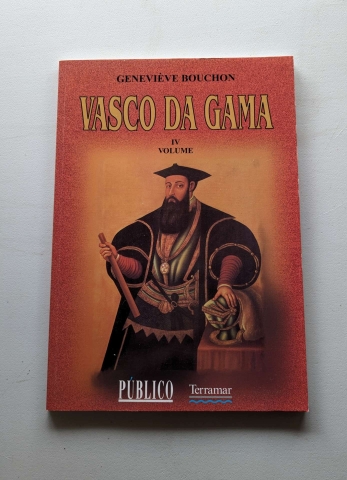 GENEVIÈVE BOUCHON
VASCO DA GAMA
IV
VOLUME
PÚBLICO
Terramar